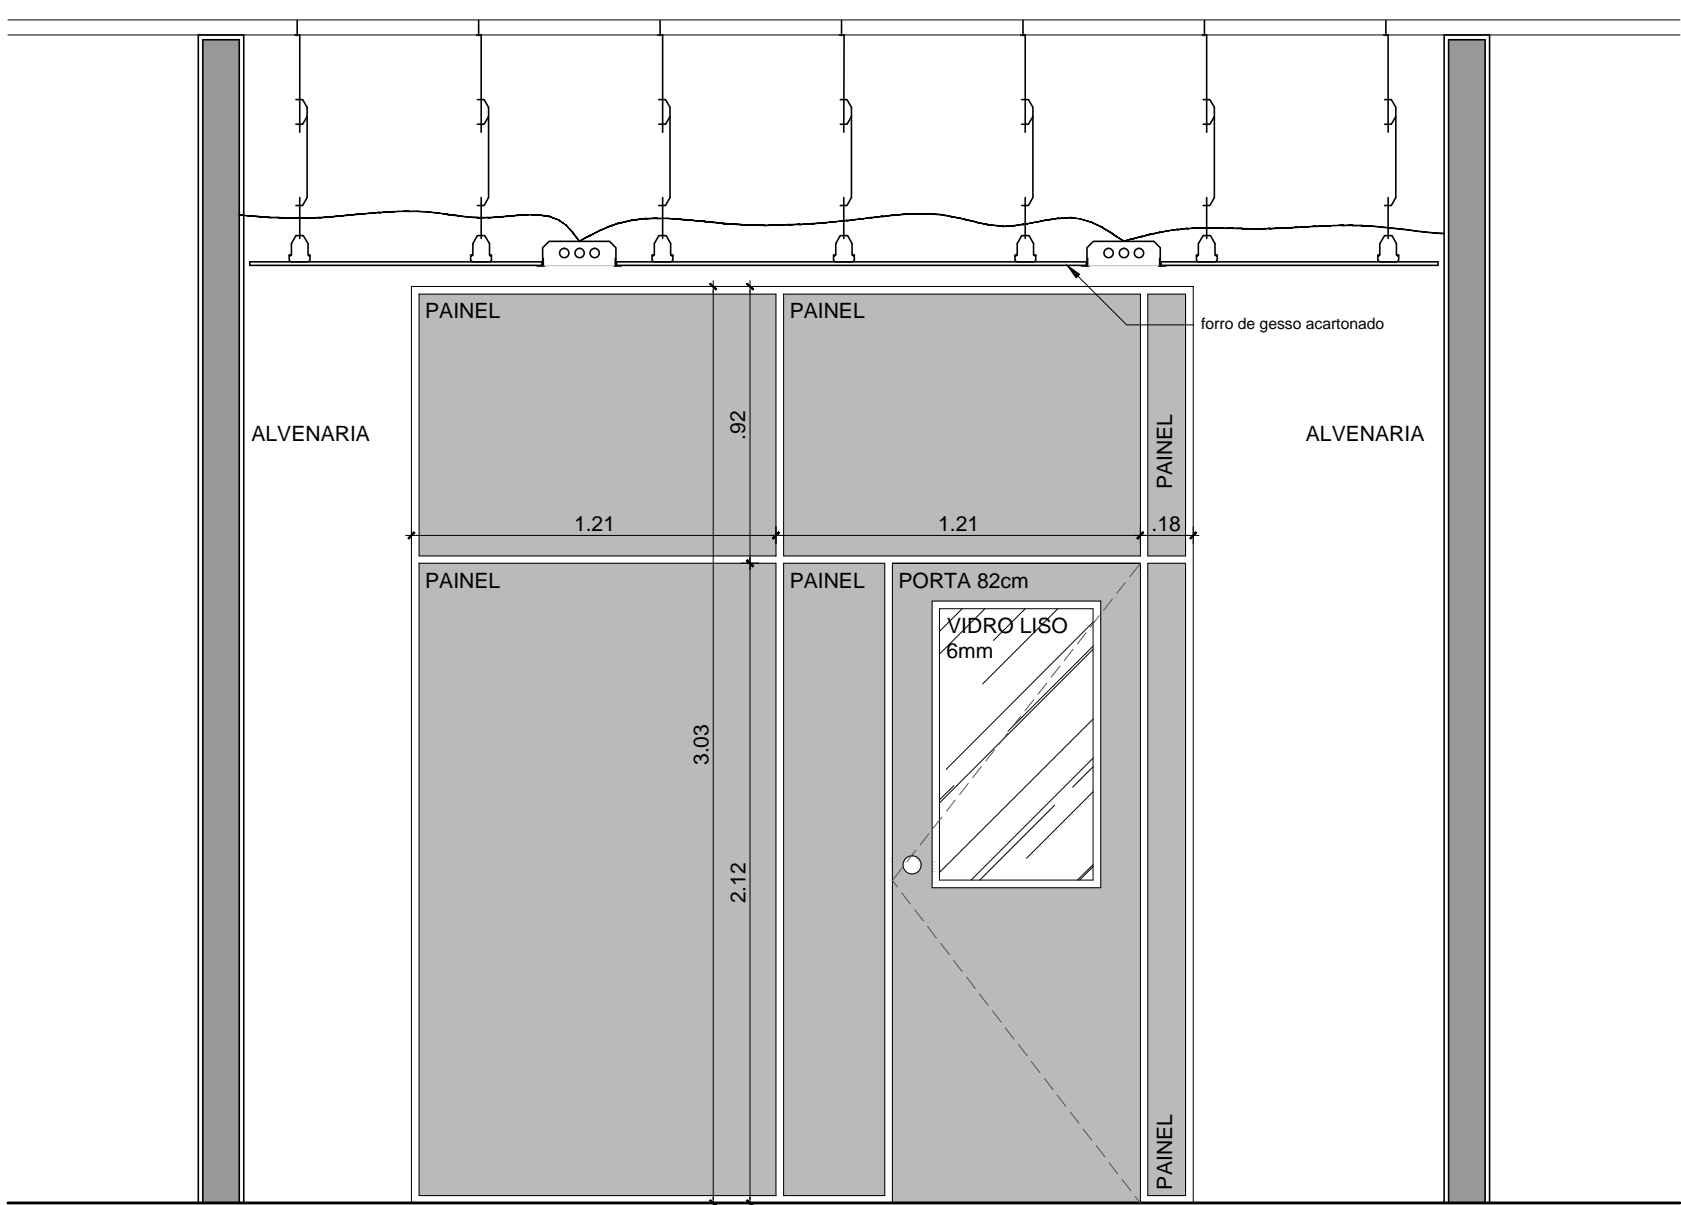 PAINEL
PAINEL
forro de gesso acartonado
ALVENARIA
.92
PAINEL
ALVENARIA
1.21
1.21
.18
PAINEL
PAINEL
PORTA 82cm
VIDRO LISO
6mm
3.03
2.12
PAINEL